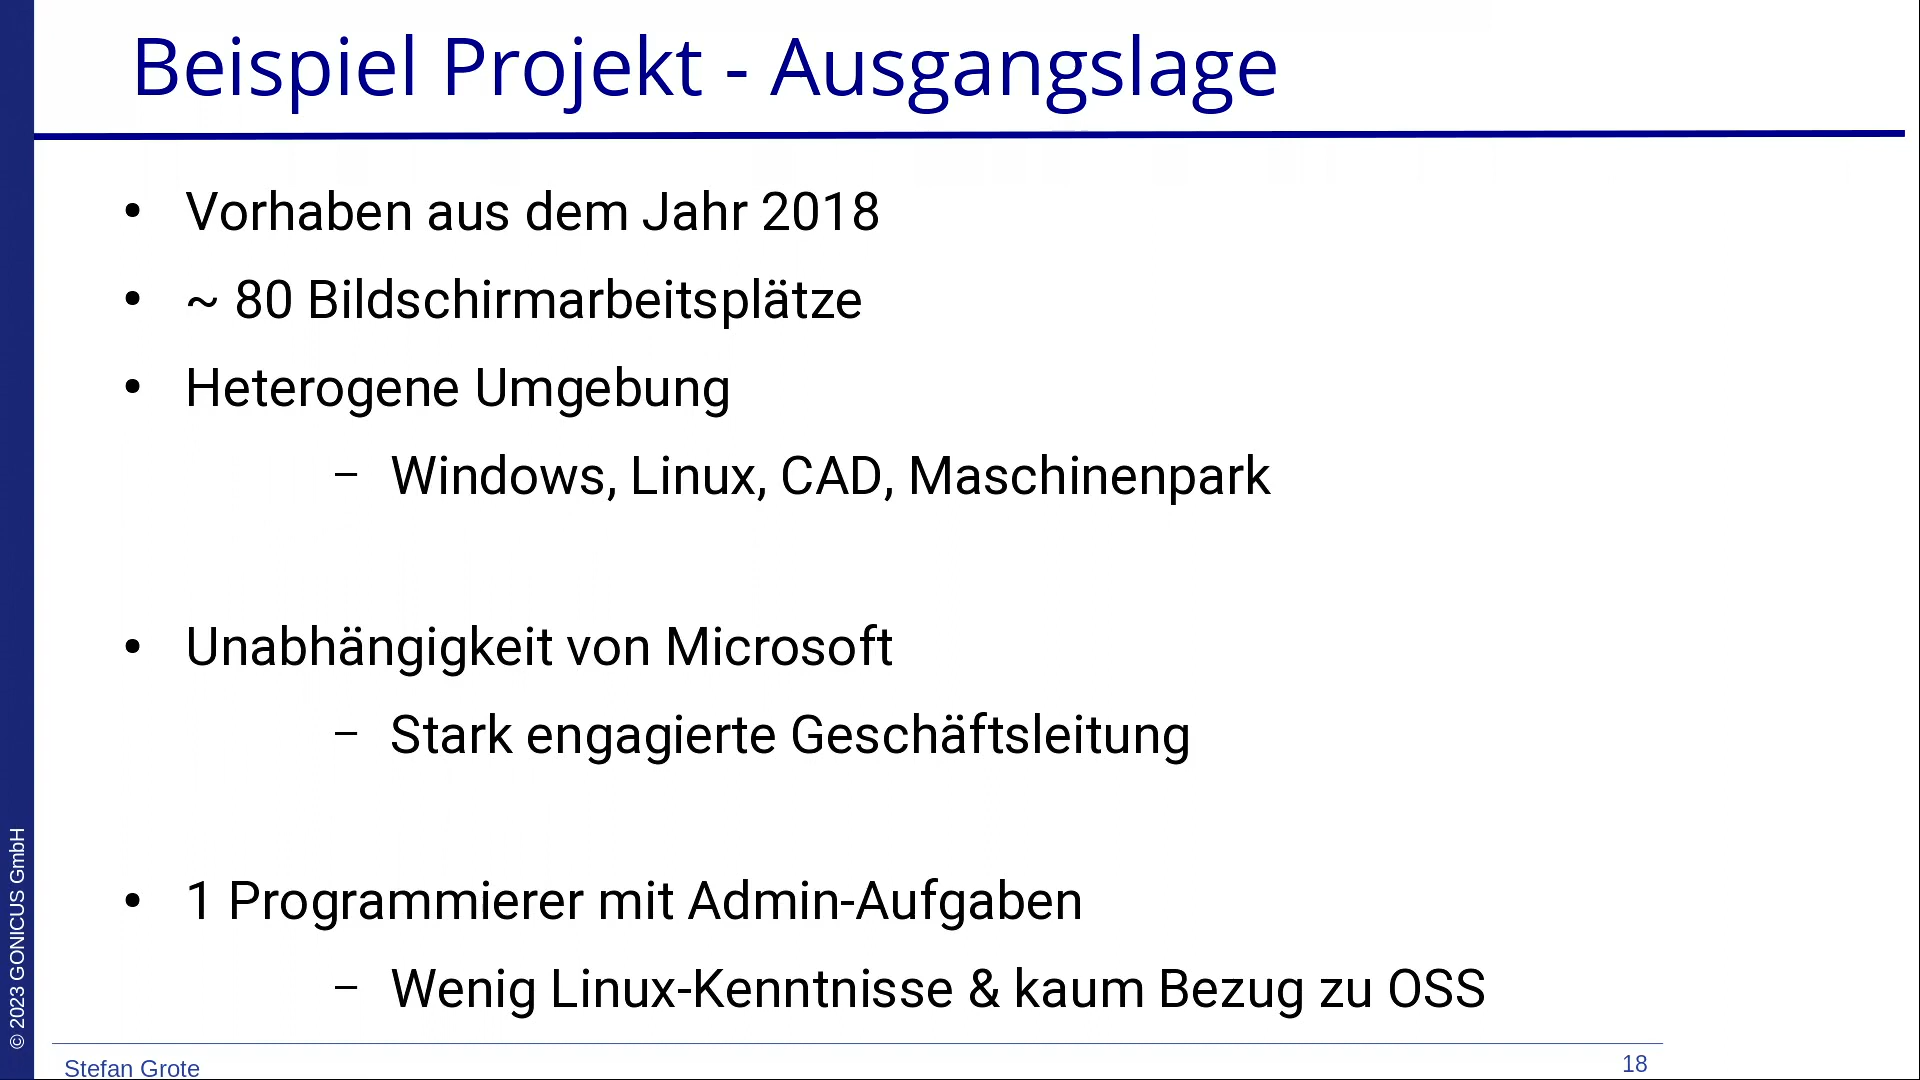 Beispiel Projekt - Ausgangslage
• Vorhaben aus dem Jahr 2018
• ~ 80 Bildschirmarbeitsplätze
• Heterogene Umgebung
– Windows, Linux, CAD, Maschinenpark
• Unabhängigkeit von Microsoft
– Stark engagierte Geschäftsleitung
• 1 Programmierer mit Admin-Aufgaben
– Wenig Linux-Kenntnisse & kaum Bezug zu OSS
© 2023 GONICUS GmbH
Stefan Grote
18